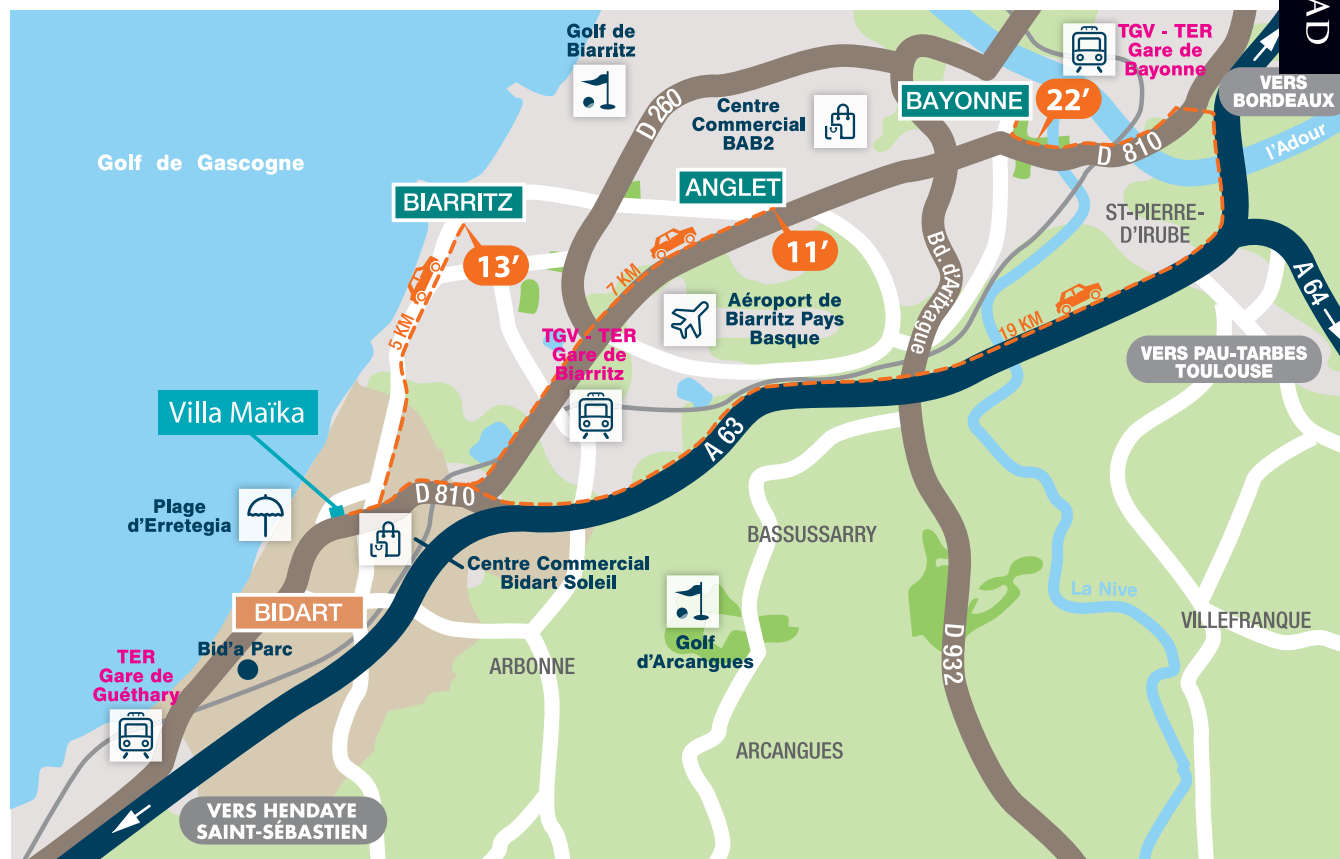 AD
Golf de
Biarritz
TGV - TER
Gare de
Bayonne
VERS
BORDEAUX
D 260
Centre
Commercial
BAB2
BAYONNE
22’
D 810
l’Adour
Golf de Gascogne
BIARRITZ
13’
ANGLET
11’
7 KM
5 KM
ST-PIERRE-
D’IRUBE
Bd. d’Aritxague
A 64
19 KM
Aéroport de
Biarritz Pays
Basque
TGV - TER
Gare de
Biarritz
VERS PAU-TARBES
TOULOUSE
Villa Maïka
A 63
Plage
d’Erretegia
D 810
Centre Commercial
Bidart Soleil
BASSUSSARRY
La Nive
BIDART
VILLEFRANQUE
Bid’a Parc
Golf
d’Arcangues
D 932
ARBONNE
TER
Gare de
Guéthary
ARCANGUES
VERS HENDAYE
SAINT-SÉBASTIEN